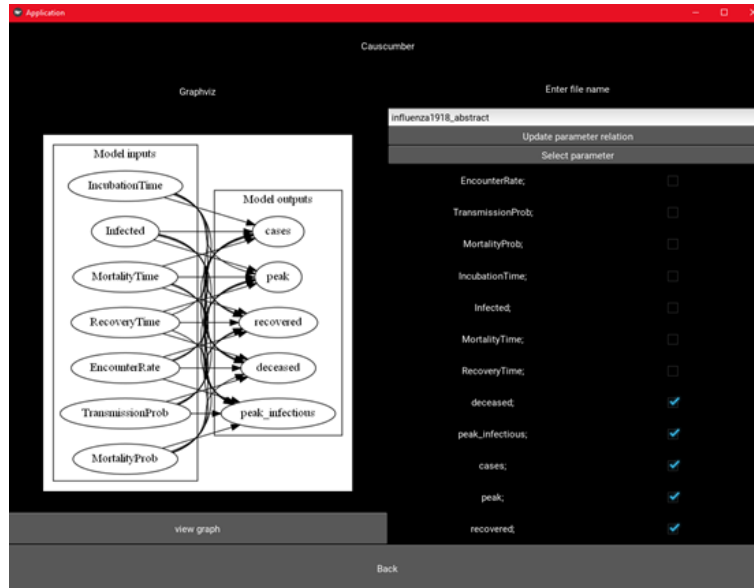 Application
Causcumber
Graphviz
Model inputs
IncubationTime
Infected
MortalityTime
RecoveryTime
EncounterRate
TransmissionProb
MortalityProb
Model outputs
cases
peak
recovered
deceased
peak_infectious
view graph
Enter file name
influenza1918_abstract
Update parameter relation
Select parameter
EncounterRate;
TransmissionProb;
MortalityProb;
IncubationTime;
Infected;
MortalityTime;
RecoveryTime;
deceased;
peak_infectious;
cases;
peak;
recovered;
Back